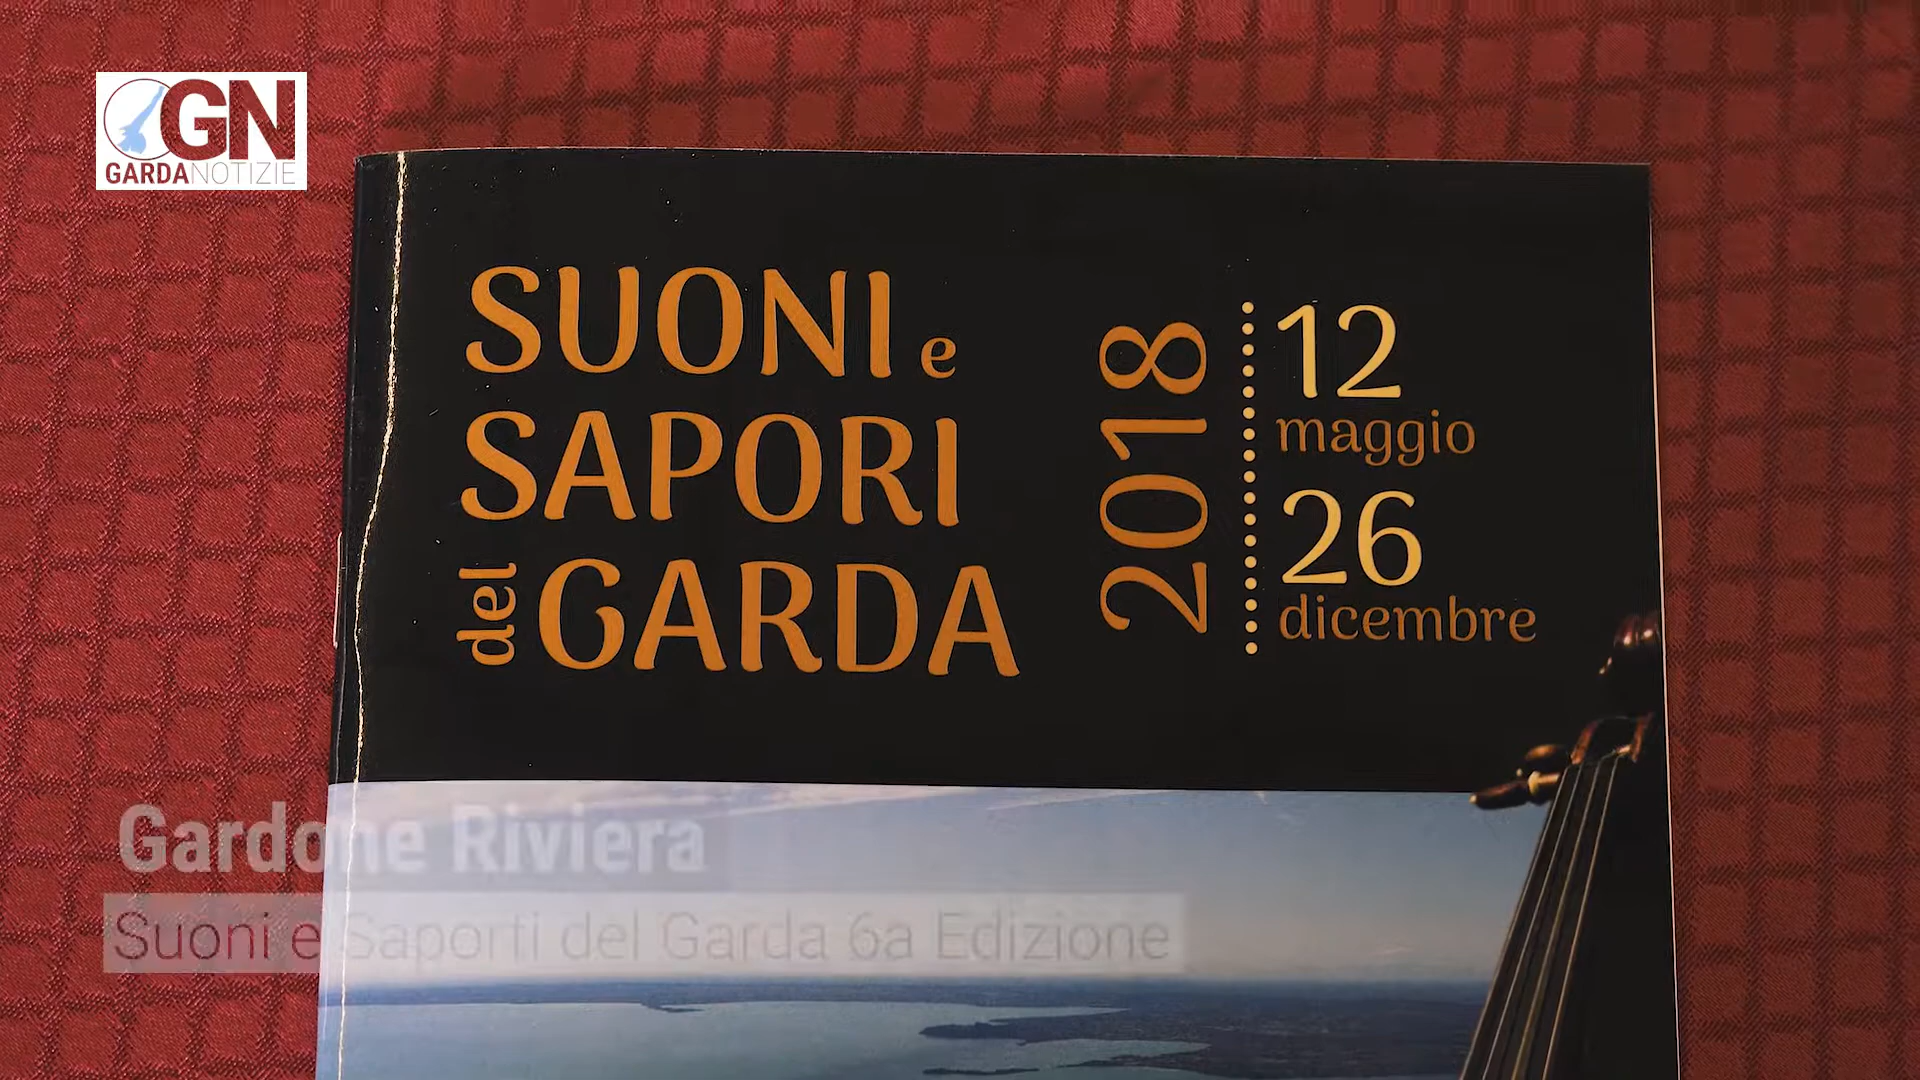 GN
GARDANOTIZIE
SUONI e
SAPORI
del GARDA
2018
12
maggio
26
dicembre
Gardone Riviera
Suoni e Saporti del Garda 6a Edizione